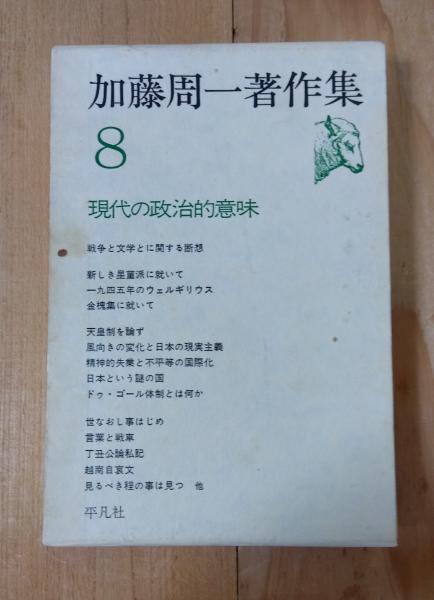 加藤周一著作集
8
現代の政治的意味
戦争と文学とに関する断想
新しき星菫派に就いて
一九四五年のウェルギリウス
金槐集に就いて
天皇制を論ず
風向きの変化と日本の現実主義
精神的失業と不平等の国際化
日本という謎の国
ドゥ・ゴール体制とは何か
世なおし事はじめ
言葉と戦車
丁丑公論私記
越南自哀文
見るべき程の事は見つ　他
平凡社